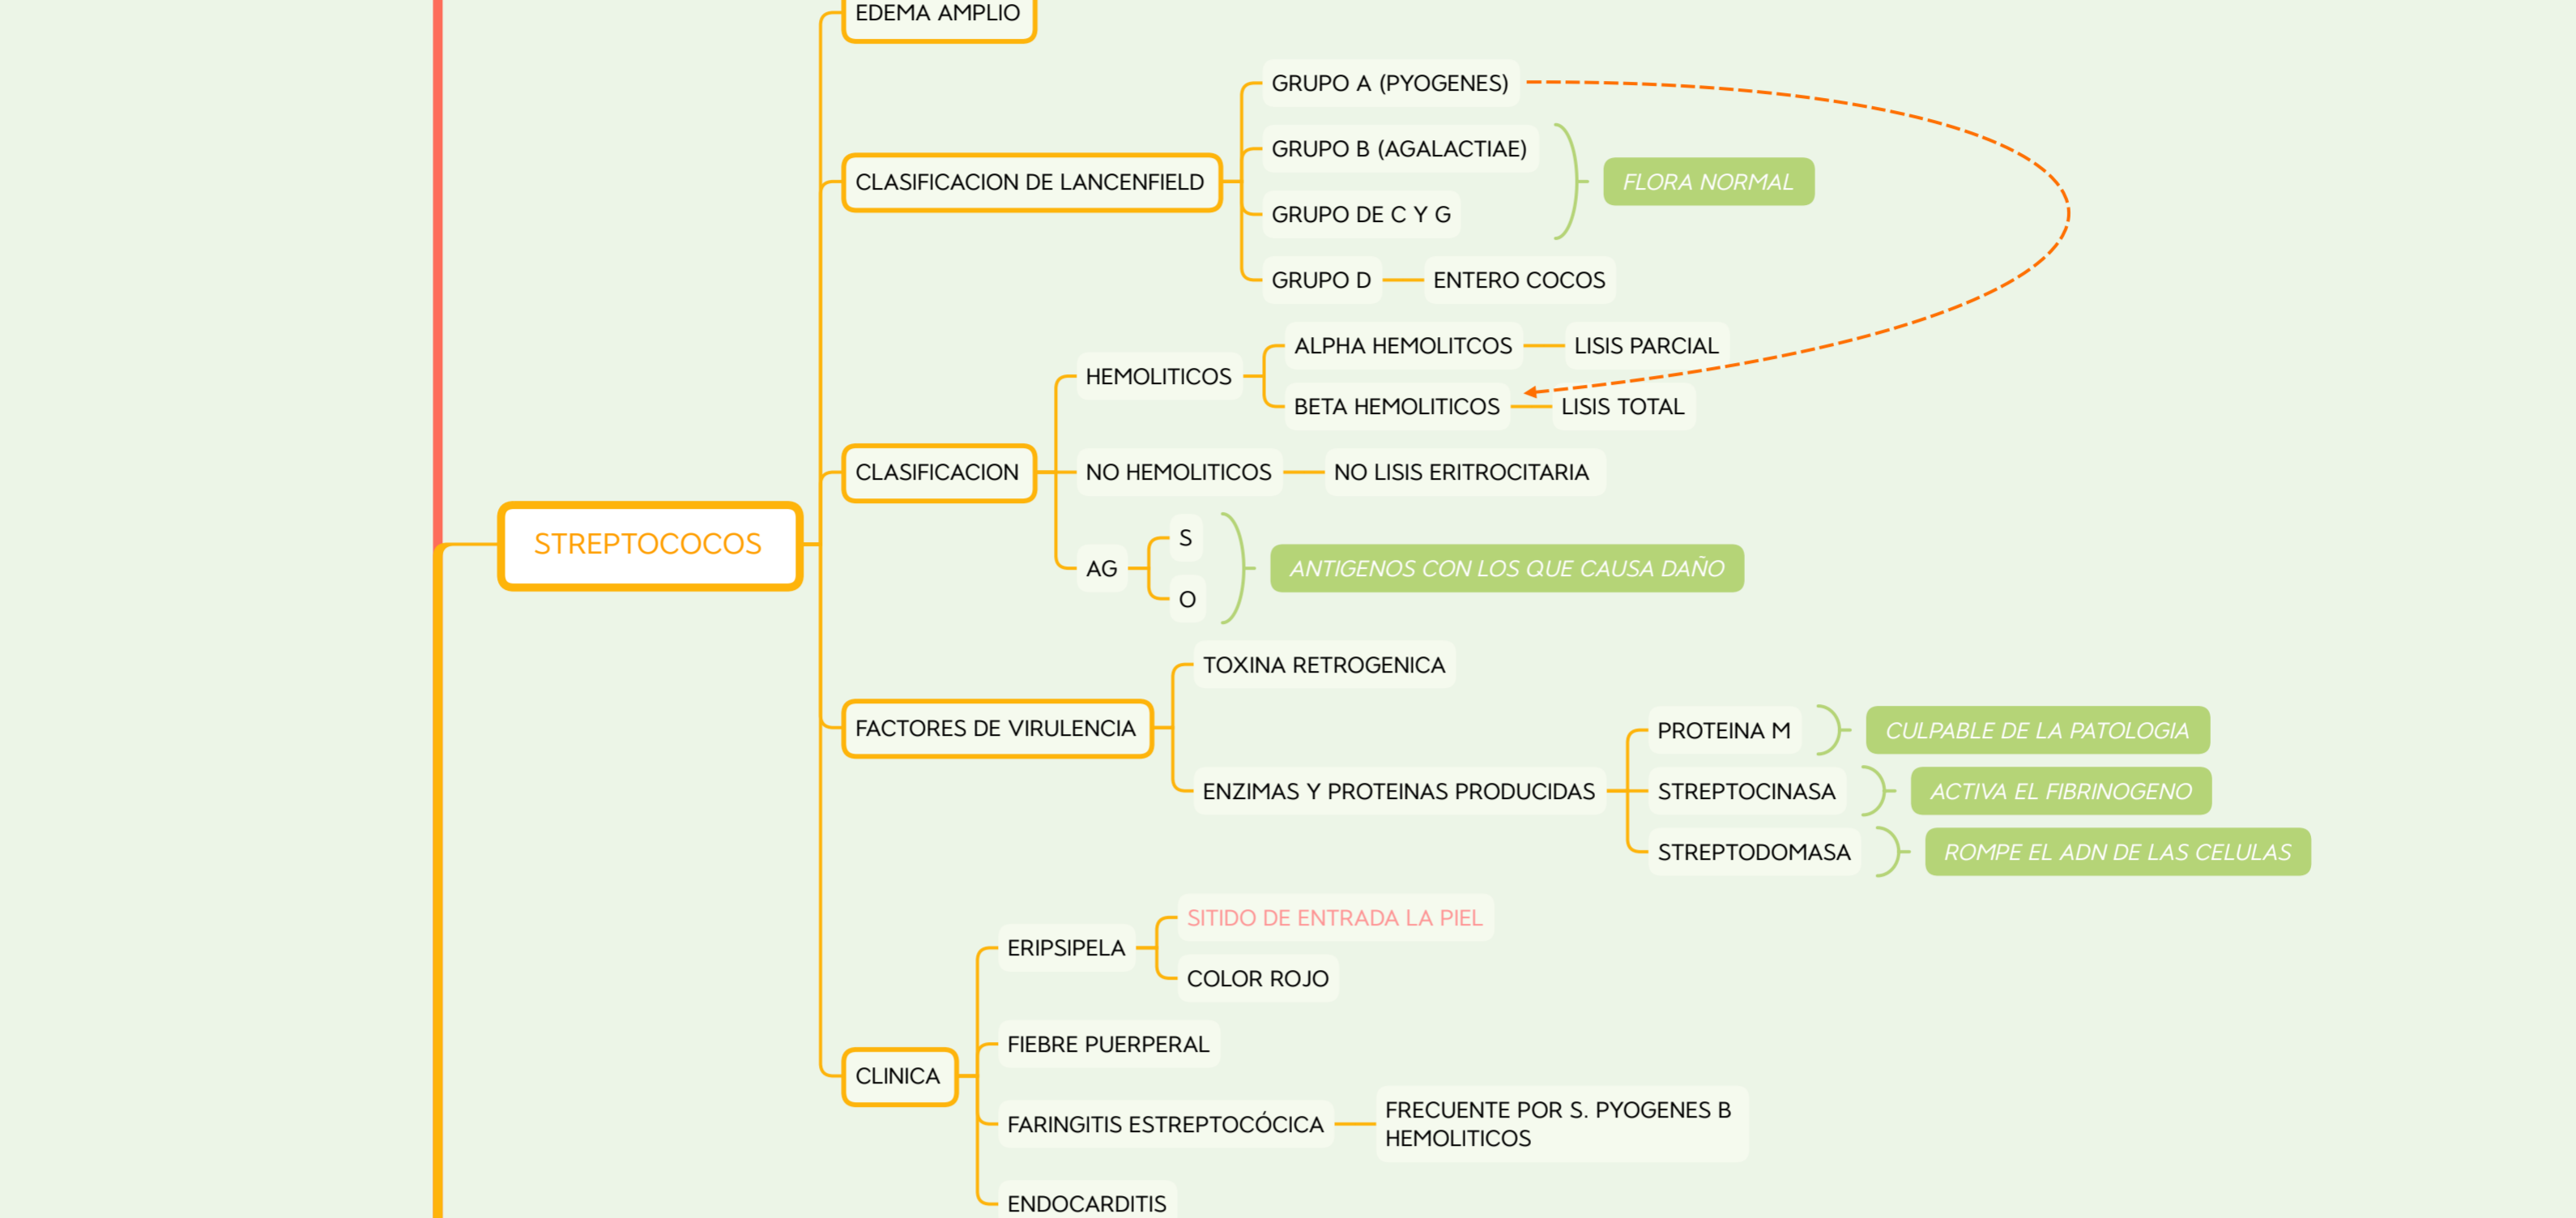 EDEMA AMPLIO
GRUPO A (PYOGENES)
GRUPO B (AGALACTIAE)
CLASIFICACION DE LANCENFIELD
FLORA NORMAL
GRUPO DE C Y G
GRUPO D
ENTERO COCOS
ALPHA HEMOLITCOS
LISIS PARCIAL
HEMOLITICOS
BETA HEMOLITICOS
LISIS TOTAL
CLASIFICACION
NO HEMOLITICOS
NO LISIS ERITROCITARIA
STREPTOCOCOS
S
AG
ANTIGENOS CON LOS QUE CAUSA DAÑO
O
TOXINA RETROGENICA
FACTORES DE VIRULENCIA
PROTEINA M
CULPABLE DE LA PATOLOGIA
ENZIMAS Y PROTEINAS PRODUCIDAS
STREPTOCINASA
ACTIVA EL FIBRINOGENO
STREPTODOMASA
ROMPE EL ADN DE LAS CELULAS
SITIDO DE ENTRADA LA PIEL
ERIPSIPELA
COLOR ROJO
FIEBRE PUERPERAL
CLINICA
FARINGITIS ESTREPTOCÓCICA
FRECUENTE POR S. PYOGENES B
HEMOLITICOS
ENDOCARDITIS